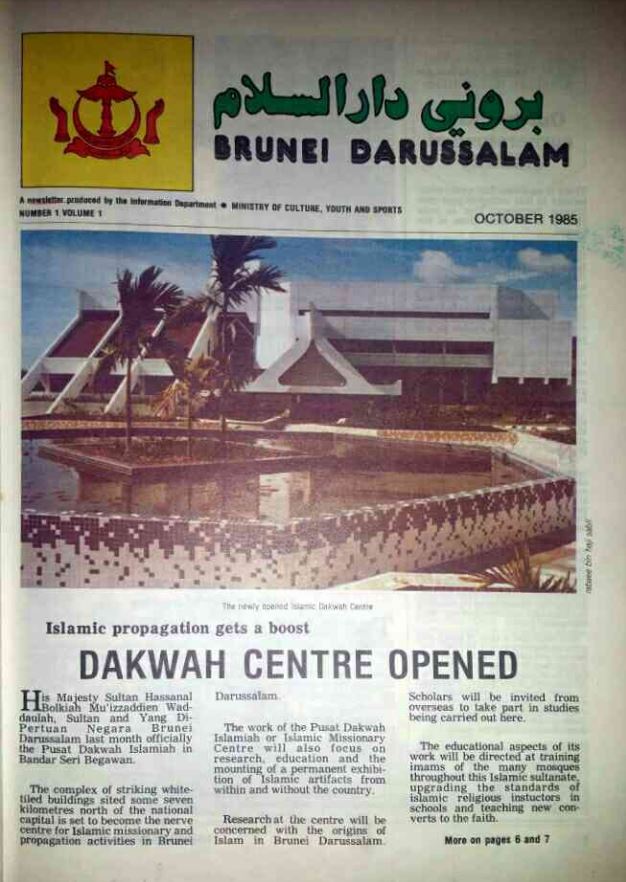 بروني دارالسلام
BRUNEI DARUSSALAM
A newsletter produced by the Information Department ● MINISTRY OF CULTURE, YOUTH AND SPORTS
NUMBER 1 VOLUME 1
OCTOBER 1985
The newly opened Islamic Dakwah Centre
Islamic propagation gets a boost
DAKWAH CENTRE OPENED
His Majesty Sultan Hassanal
Bolkiah Mu'izzaddien Wad-
daulah, Sultan and Yang Di-
Pertuan Negara Brunei
Darussalam last month officially
the Pusat Dakwah Islamiah in
Bandar Seri Begawan.
The complex of striking white-
tiled buildings sited some seven
kilometres north of the national
capital is set to become the nerve
centre for Islamic missionary and
propagation activities in Brunei
Darussalam.
The work of the Pusat Dakwah
Islamiah or Islamic Missionary
Centre will also focus on
research, education and the
mounting of a permanent exhibi-
tion of Islamic artifacts from
within and without the country.
Research at the centre will be
concerned with the origins of
Islam in Brunei Darussalam.
Scholars will be invited from
overseas to take part in studies
being carried out here.
The educational aspects of its
work will be directed at training
imams of the many mosques
throughout this Islamic sultanate,
upgrading the standards of
islamic religious instuctors in
schools and teaching new con-
verts to the faith.
More on pages 6 and 7